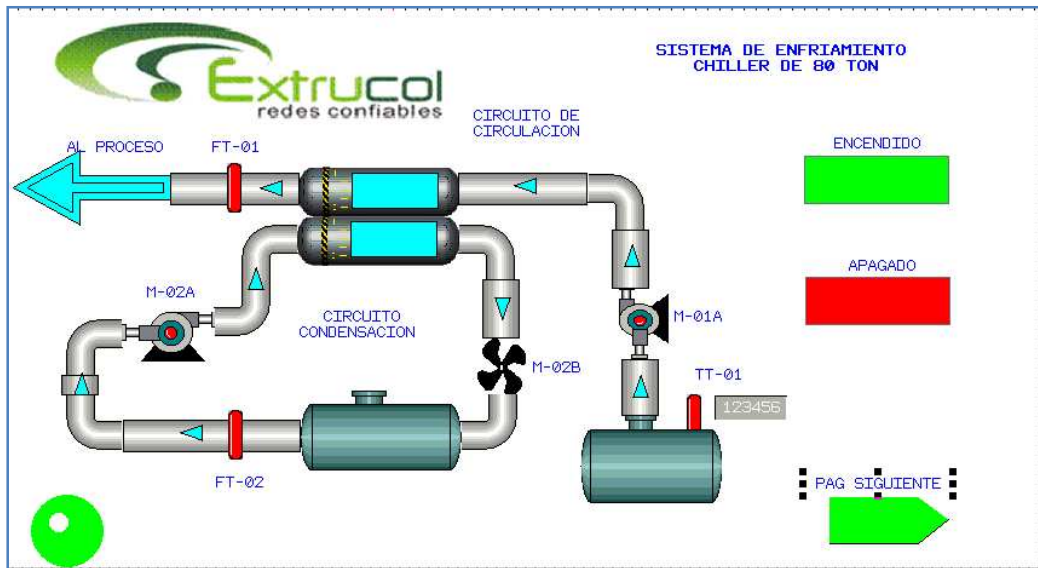 SISTEMA DE ENFRIAMIENTO
CHILLER DE 80 TON
Extrucol
redes confiables
CIRCUITO DE
CIRCULACION
AL PROCESO
FT-01
ENCENDIDO
APAGADO
M-02A
CIRCUITO
CONDENSACION
M-01A
M-02B
TT-01
123456
FT-02
PAG SIGUIENTE